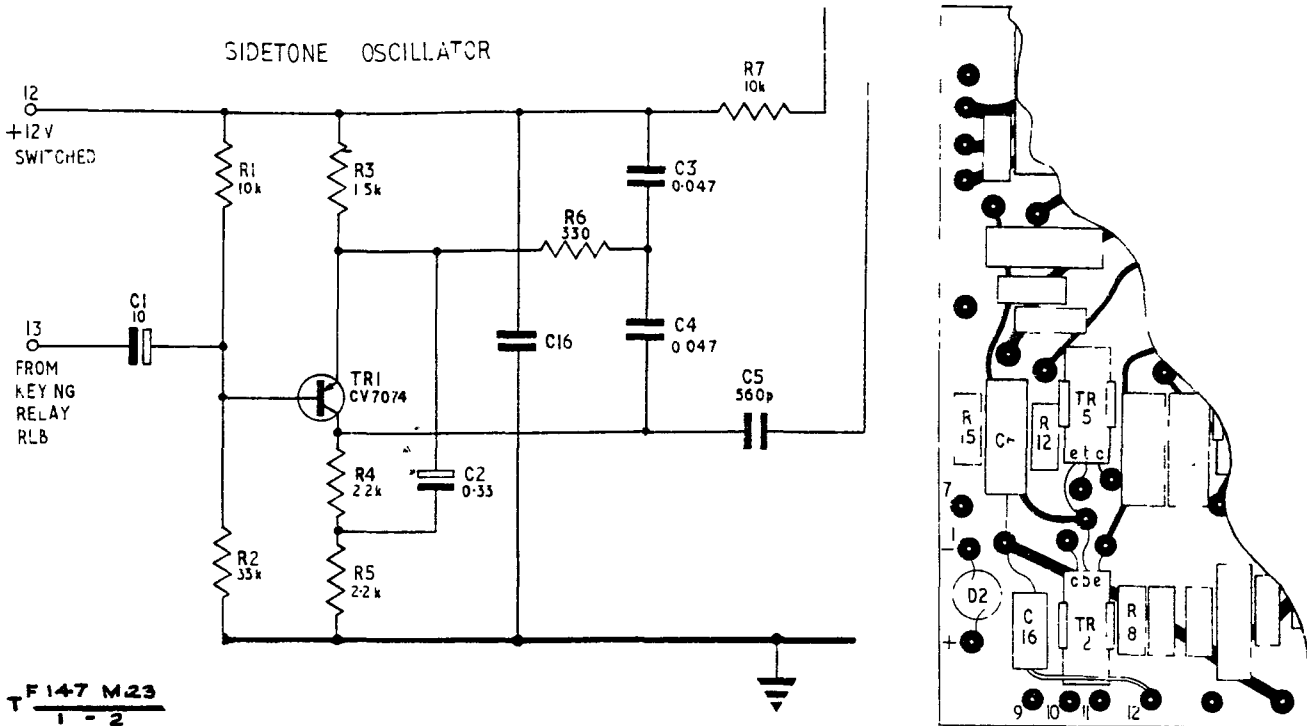 SIDETONE OSCILLATOR
12
+12V
SWITCHED
R1
10k
R3
1.5k
R7
10k
C3
0.047
R6
330
C1
10
13
FROM
KEYING
RELAY
RLB
C16
C4
0.047
TR1
CV7074
C5
560p
R4
2.2k
C2
0.33
R2
33k
R5
2.2k
TF 147 M23
1 - 2
R
15
R
12
TR
5
e t c
7
-
D2
+
C
16
c b e
TR
2
R
8
9 10 11 12